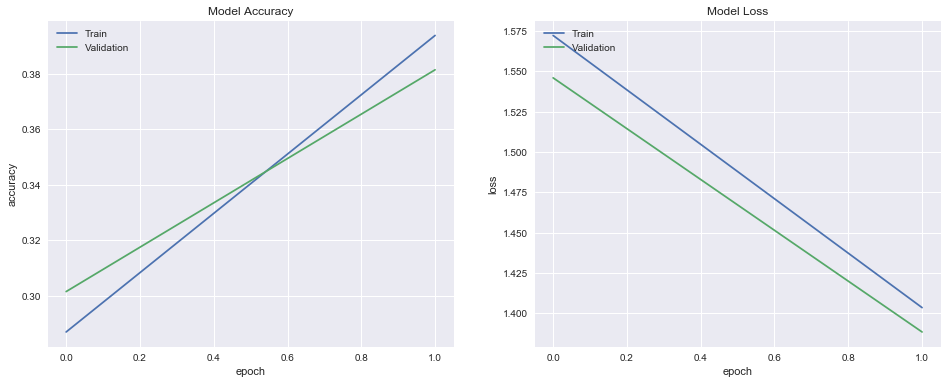 Model Accuracy
Train
Validation
0.38
0.36
0.34
0.32
0.30
accuracy
0.0 0.2 0.4 0.6 0.8 1.0
epoch
Model Loss
Train
Validation
1.575
1.550
1.525
1.500
1.475
1.450
1.425
1.400
loss
0.0 0.2 0.4 0.6 0.8 1.0
epoch